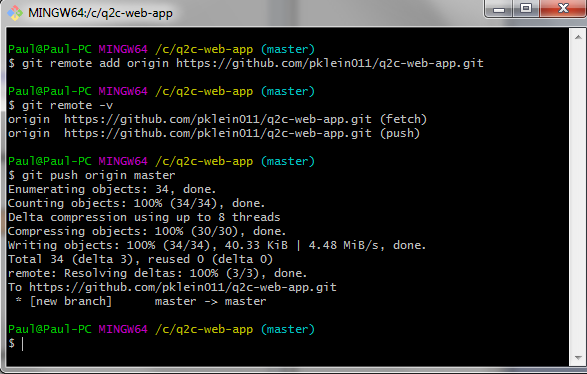 MINGW64:/c/q2c-web-app
Paul@Paul-PC MINGW64 /c/q2c-web-app (master)
$ git remote add origin https://github.com/pklein011/q2c-web-app.git
Paul@Paul-PC MINGW64 /c/q2c-web-app (master)
$ git remote -v
origin  https://github.com/pklein011/q2c-web-app.git (fetch)
origin  https://github.com/pklein011/q2c-web-app.git (push)
Paul@Paul-PC MINGW64 /c/q2c-web-app (master)
$ git push origin master
Enumerating objects: 34, done.
Counting objects: 100% (34/34), done.
Delta compression using up to 8 threads
Compressing objects: 100% (30/30), done.
Writing objects: 100% (34/34), 40.33 KiB | 4.48 MiB/s, done.
Total 34 (delta 3), reused 0 (delta 0)
remote: Resolving deltas: 100% (3/3), done.
To https://github.com/pklein011/q2c-web-app.git
 * [new branch]      master -> master
Paul@Paul-PC MINGW64 /c/q2c-web-app (master)
$